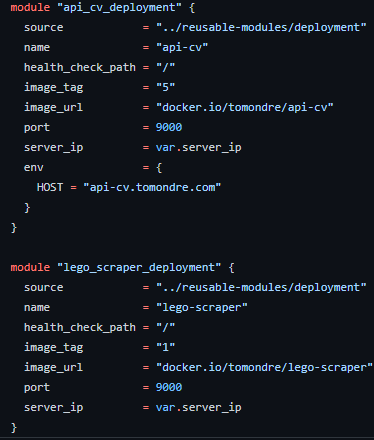 module "api_cv_deployment" {
  source            = "../reusable-modules/deployment"
  name              = "api-cv"
  health_check_path = "/"
  image_tag         = "5"
  image_url         = "docker.io/tomondre/api-cv"
  port              = 9000
  server_ip         = var.server_ip
  env               = {
    HOST = "api-cv.tomondre.com"
  }
}

module "lego_scraper_deployment" {
  source            = "../reusable-modules/deployment"
  name              = "lego-scraper"
  health_check_path = "/"
  image_tag         = "1"
  image_url         = "docker.io/tomondre/lego-scraper"
  port              = 9000
  server_ip         = var.server_ip
}